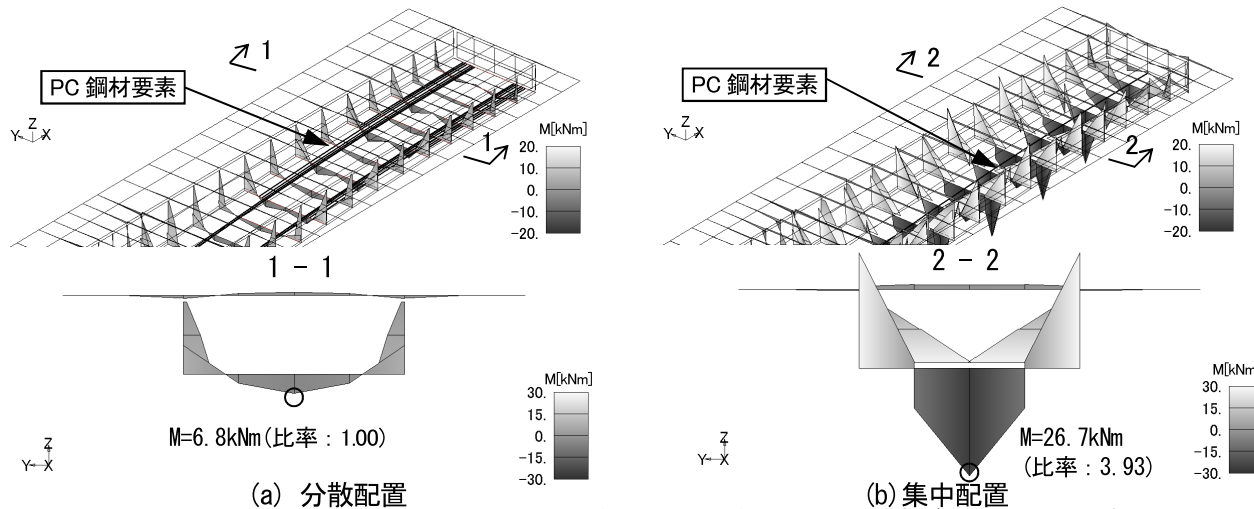 1
PC 鋼材要素
Z
Y X
1
M[kNm]
20.
10.
0.
-10.
-20.
1 - 1
M[kNm]
30.
15.
0.
-15.
-30.
M=6.8kNm(比率：1.00)
Z
Y X
(a) 分散配置
2
PC 鋼材要素
Z
Y X
2
M[kNm]
20.
10.
0.
-10.
-20.
2 - 2
M[kNm
30.
15.
0.
-15.
-30.
M=26.7kNm
(比率：3.93)
Z
Y X
(b)集中配置